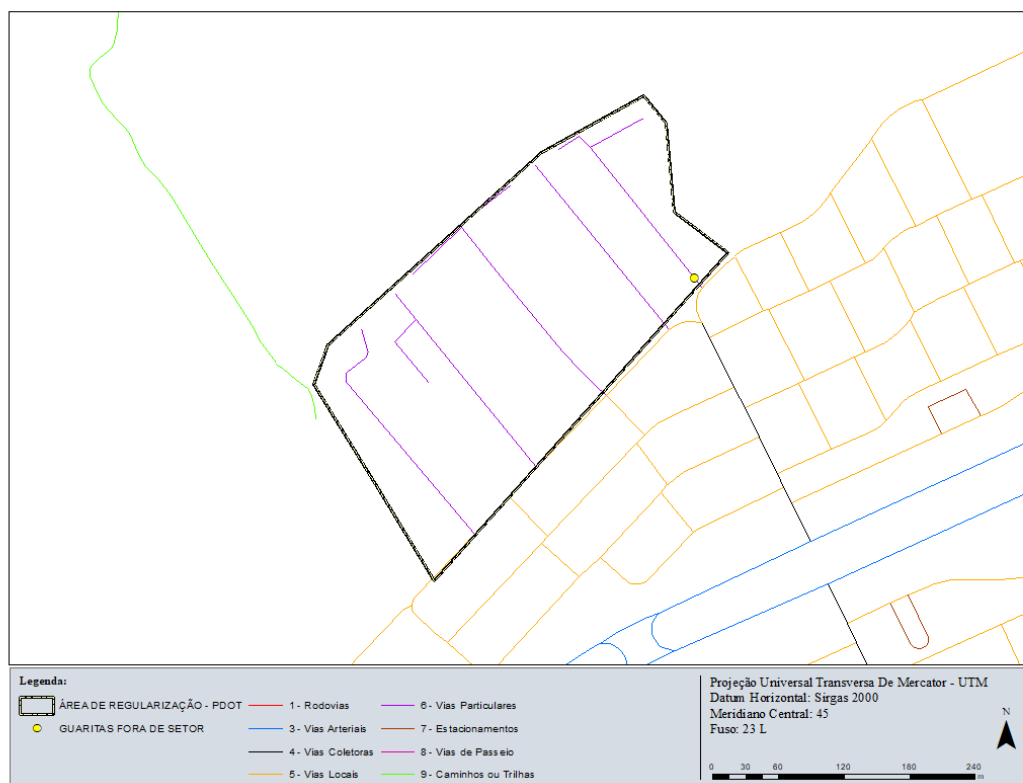 Legenda:
ÁREA DE REGULARIZAÇÃO - PDOT
GUARITAS FORA DE SETOR
1 - Rodovias
3 - Vias Arteriais
4 - Vias Coletoras
5 - Vias Locais
6 - Vias Particulares
7 - Estacionamentos
8 - Vias de Passeio
9 - Caminhos ou Trilhas
Projeção Universal Transversa De Mercator - UTM
Datum Horizontal: Sirgas 2000
Meridiano Central: 45
Fuso: 23 L
N
0 30 60 120 180 240
m